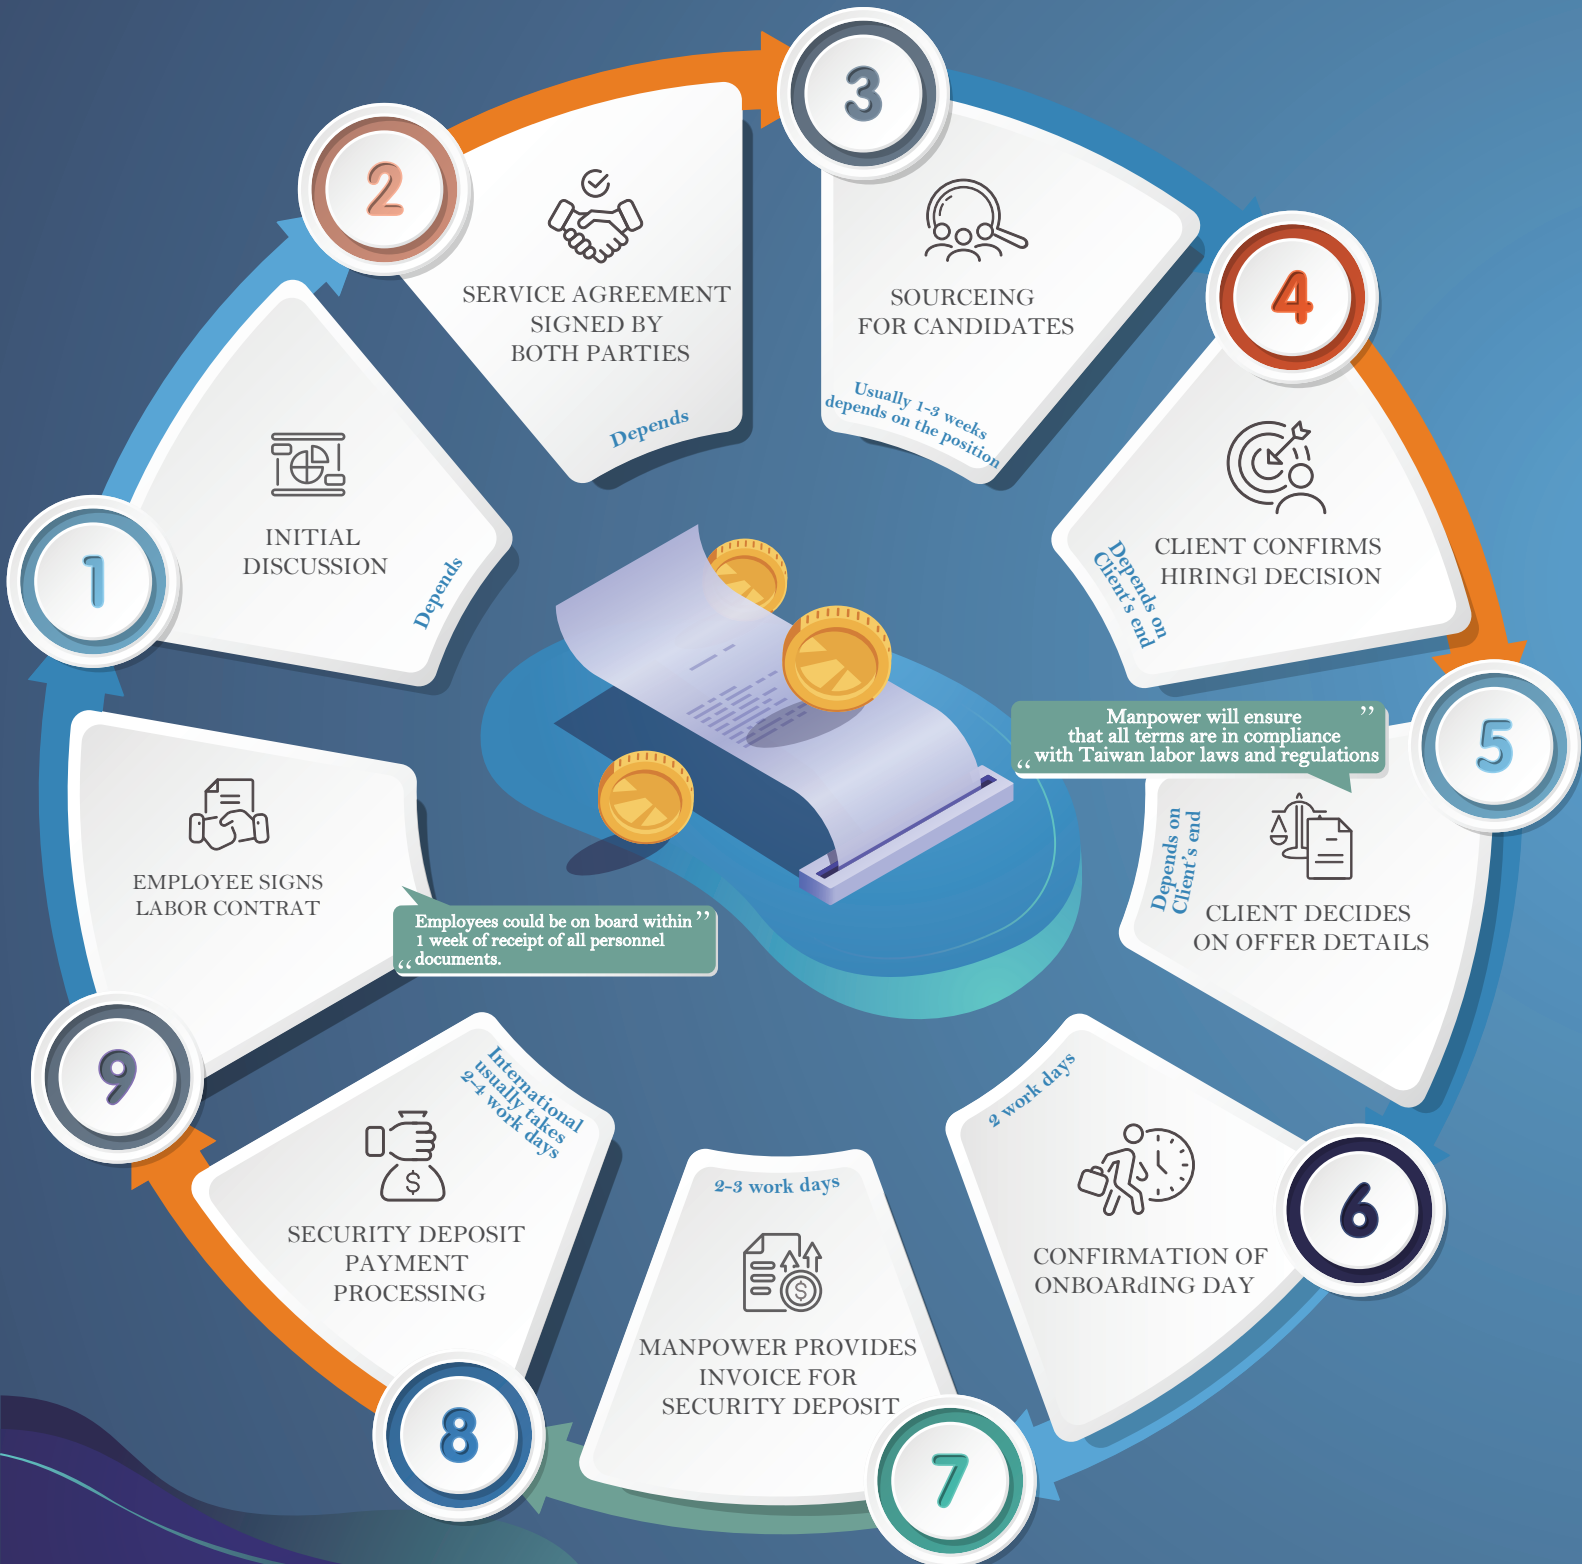 1
INITIAL
DISCUSSION
Depends
2
SERVICE AGREEMENT
SIGNED BY
BOTH PARTIES
Depends
3
SOURCEING
FOR CANDIDATES
Usually 1-3 weeks
depends on the position
4
CLIENT CONFIRMS
HIRINGl DECISION
Depends on
Client's end
5
Manpower will ensure ”
that all terms are in compliance
“ with Taiwan labor laws and regulations
Depends on
Client's end
CLIENT DECIDES
ON OFFER DETAILS
6
2 work days
CONFIRMATION OF
ONBOARdING DAY
7
2-3 work days
$
MANPOWER PROVIDES
INVOICE FOR
SECURITY DEPOSIT
8
International
usually takes
2-4 work days
$
SECURITY DEPOSIT
PAYMENT
PROCESSING
9
EMPLOYEE SIGNS
LABOR CONTRAT
Employees could be on board within ”
1 week of receipt of all personnel
“ documents.